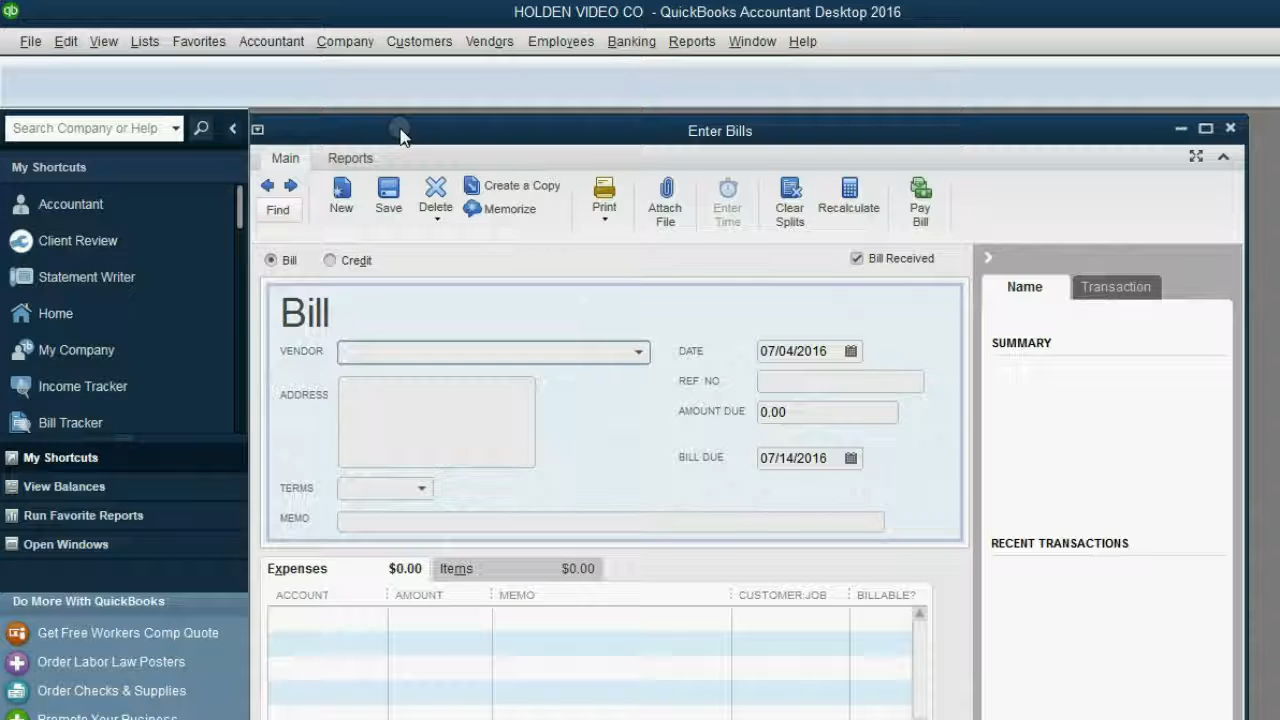 HOLDEN VIDEO CO - QuickBooks Accountant Desktop 2016
File Edit View Lists Favorites Accountant Company Customers Vendors Employees Banking Reports Window Help
Search Company or Help
Enter Bills
My Shortcuts
Main Reports
Accountant
Client Review
Statement Writer
Home
My Company
Income Tracker
Bill Tracker
My Shortcuts
View Balances
Run Favorite Reports
Open Windows
Do More With QuickBooks
Get Free Workers Comp Quote
Order Labor Law Posters
Order Checks & Supplies
Promote Your Business
Find
New
Save
Delete
Create a Copy
Memorize
Print
Attach File
Enter Time
Clear Splits
Recalculate
Pay Bill
Bill Credit Bill Received
Bill
VENDOR
DATE 07/04/2016
ADDRESS
REF. NO.
AMOUNT DUE 0.00
BILL DUE 07/14/2016
TERMS
MEMO
Expenses $0.00 Items $0.00
ACCOUNT AMOUNT MEMO CUSTOMER:JOB BILLABLE?
Name Transaction
SUMMARY
RECENT TRANSACTIONS